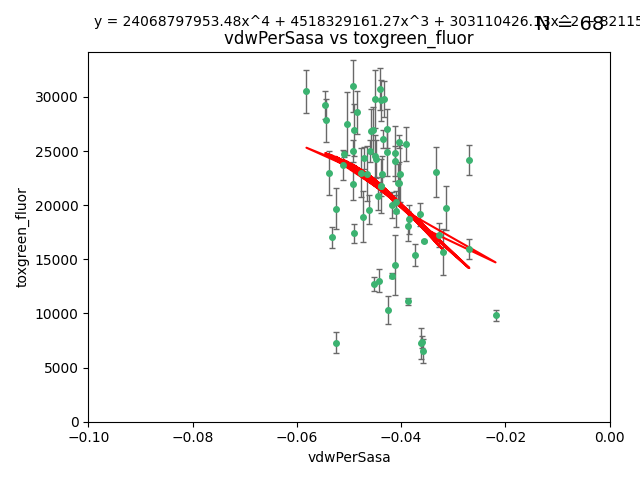 y = 24068797953.48x^4 + 4518329161.27x^3 + 303110426.13x^2 + 82115
N = 68
vdwPerSasa vs toxgreen_fluor
30000
25000
20000
15000
10000
5000
0
toxgreen_fluor
−0.10
−0.08
−0.06
−0.04
−0.02
0.00
vdwPerSasa